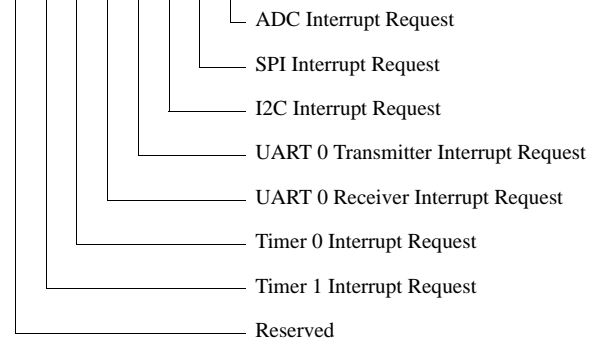 ADC Interrupt Request
SPI Interrupt Request
I2C Interrupt Request
UART 0 Transmitter Interrupt Request
UART 0 Receiver Interrupt Request
Timer 0 Interrupt Request
Timer 1 Interrupt Request
Reserved